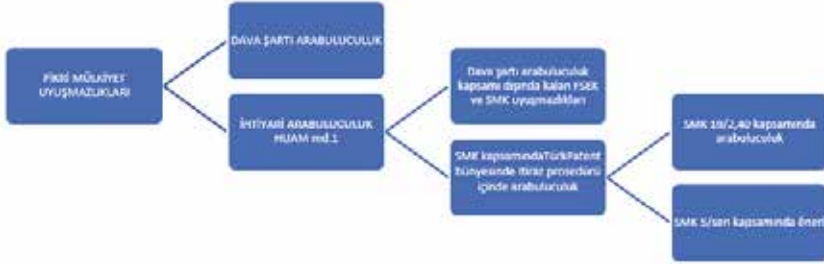 FİKRİ MÜLKİYET
UYUŞMAZLIKLARI
DAVA ŞARTI ARABULUCULUK
İHTİYARİ ARABULUCULUK
HUAM md.1
Dava şartı arabuluculuk
kapsamı dışında kalan FSEK
ve SMK uyuşmazlıkları
SMK kapsamındaTürkPatent
bünyesinde itiraz prosedürü
içinde arabuluculuk
SMK 19/2,40 kapsamında
arabuluculuk
SMK 5/son kapsamında öneri